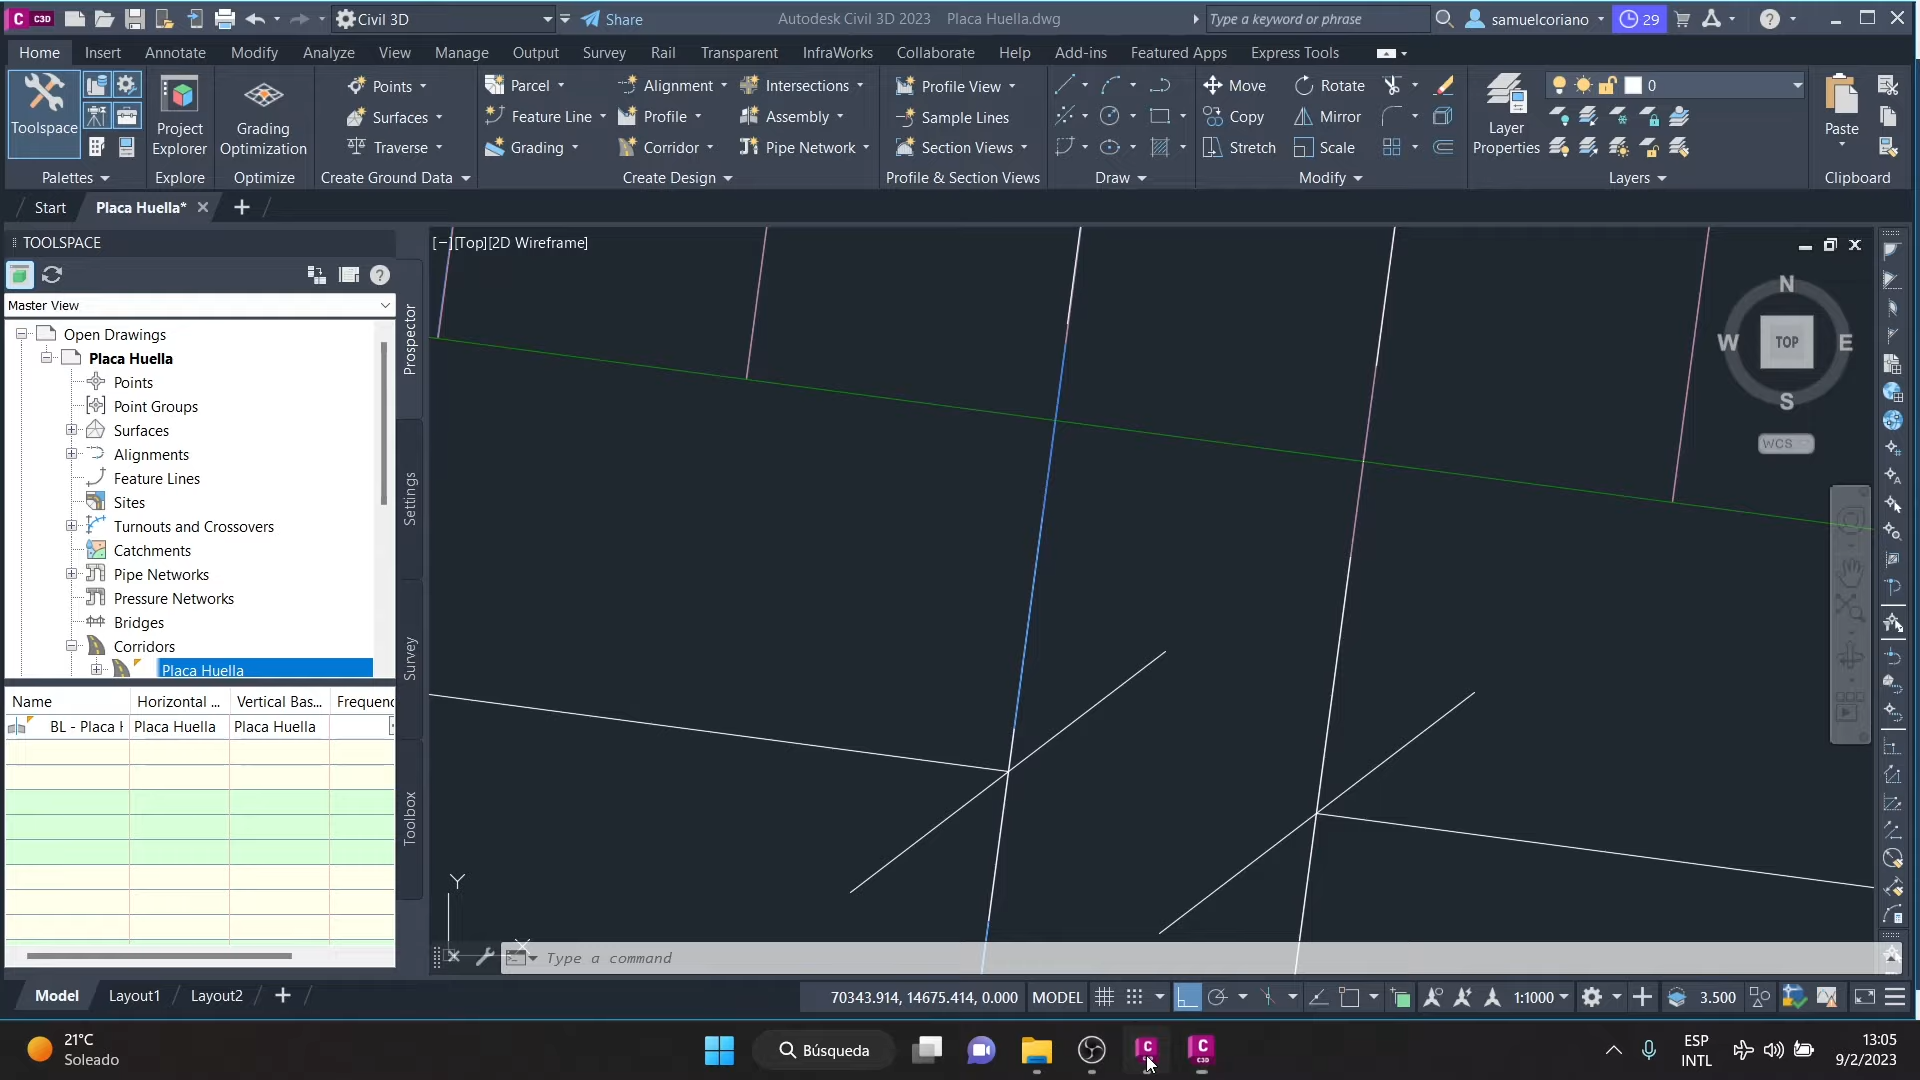 C C3D Civil 3D Share Autodesk Civil 3D 2023 Placa Huella.dwg Type a keyword or phrase samuelcoriano 29
Home Insert Annotate Modify Analyze View Manage Output Survey Rail Transparent InfraWorks Collaborate Help Add-ins Featured Apps Express Tools
Points Parcel Alignment Intersections Profile View Move Rotate 0
Toolspace Project Explorer Grading Optimization Surfaces Feature Line Profile Assembly Sample Lines Copy Mirror Layer Properties Paste
Traverse Grading Corridor Pipe Network Section Views Stretch Scale
Palettes Explore Optimize Create Ground Data Create Design Profile & Section Views Draw Modify Layers Clipboard
Start Placa Huella*
TOOLSPACE
[−][Top][2D Wireframe]
Master View
N
W TOP E
S
WCS
Open Drawings
Placa Huella
Points
Point Groups
Surfaces
Alignments
Feature Lines
Sites
Turnouts and Crossovers
Catchments
Pipe Networks
Pressure Networks
Bridges
Corridors
Placa Huella
Prospector
Settings
Survey
Toolbox
Name Horizontal ... Vertical Bas... Frequenc
BL - Placa H Placa Huella Placa Huella
Y
X
Type a command
Model Layout1 Layout2 70343.914, 14675.414, 0.000 MODEL 1:1000 3.500
21°C
Soleado
Búsqueda
ESP
INTL
13:05
9/2/2023